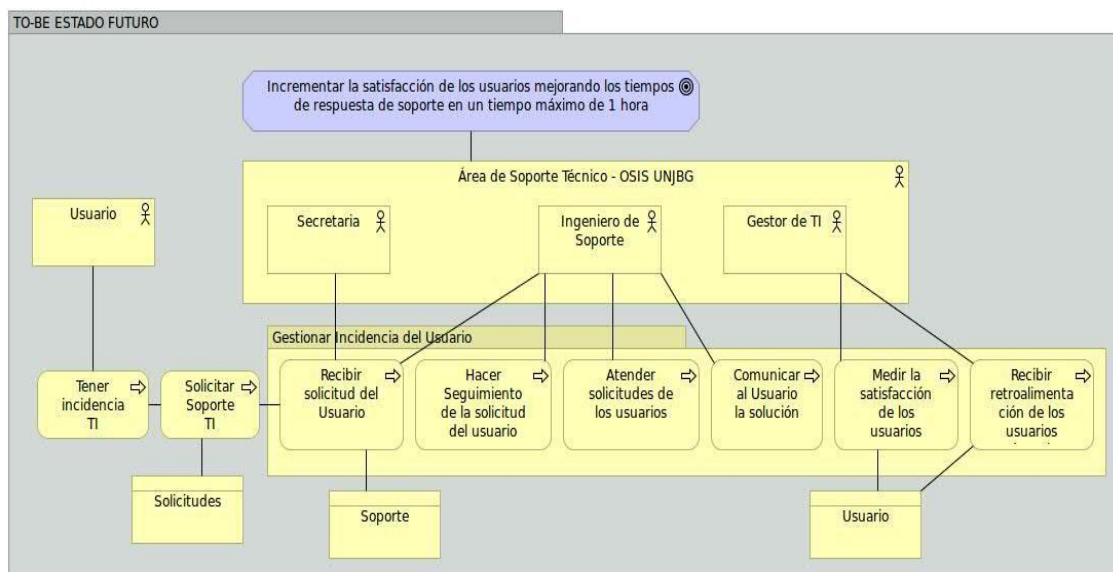 TO-BE ESTADO FUTURO
Incrementar la satisfacción de los usuarios mejorando los tiempos
de respuesta de soporte en un tiempo máximo de 1 hora
Área de Soporte Técnico - OSIS UNJBG
Usuario
Secretaria
Ingeniero de
Soporte
Gestor de TI
Gestionar Incidencia del Usuario
Tener
incidencia
TI
Solicitar
Soporte
TI
Recibir
solicitud del
Usuario
Hacer
Seguimiento
de la solicitud
del usuario
Atender
solicitudes de
los usuarios
Comunicar
al Usuario
la solución
Medir la
satisfacción
de los
usuarios
Recibir
retroalimenta
ción de los
usuarios
Solicitudes
Soporte
Usuario